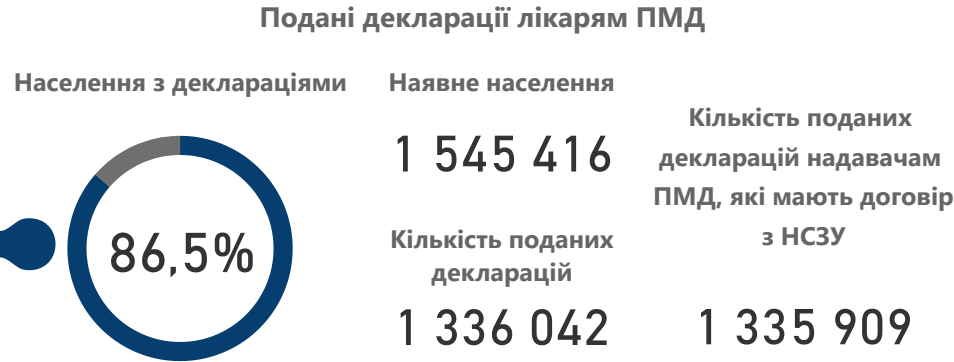 Подані декларації лікарям ПМД
Населення з деклараціями
86,5%
Наявне населення
1 545 416
Кількість поданих
декларацій
1 336 042
Кількість поданих
декларацій надавачам
ПМД, які мають договір
з НСЗУ
1 335 909